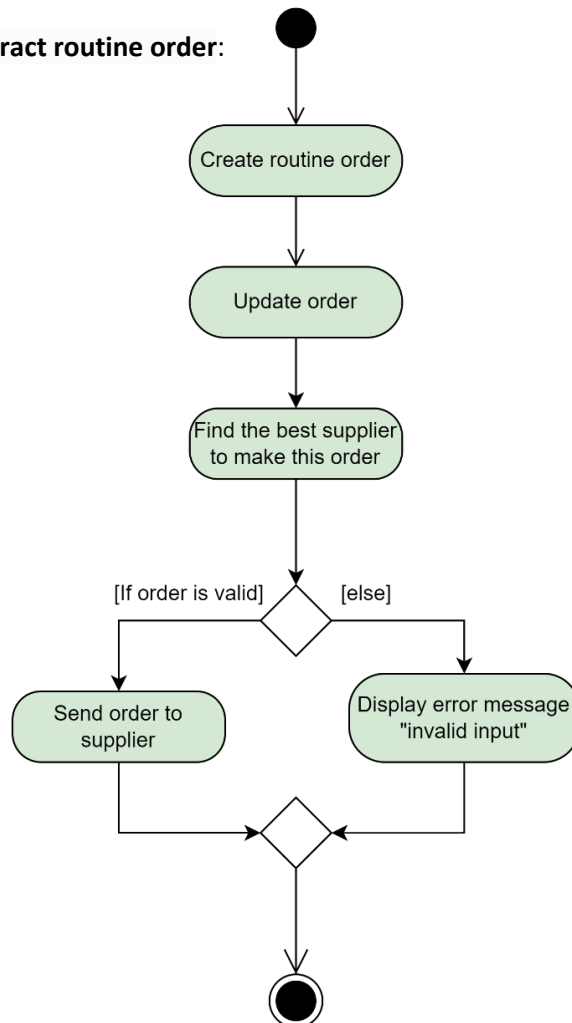 ract routine order:
Create routine order
Update order
Find the best supplier
to make this order
[If order is valid]
[else]
Send order to
supplier
Display error message
"invalid input"